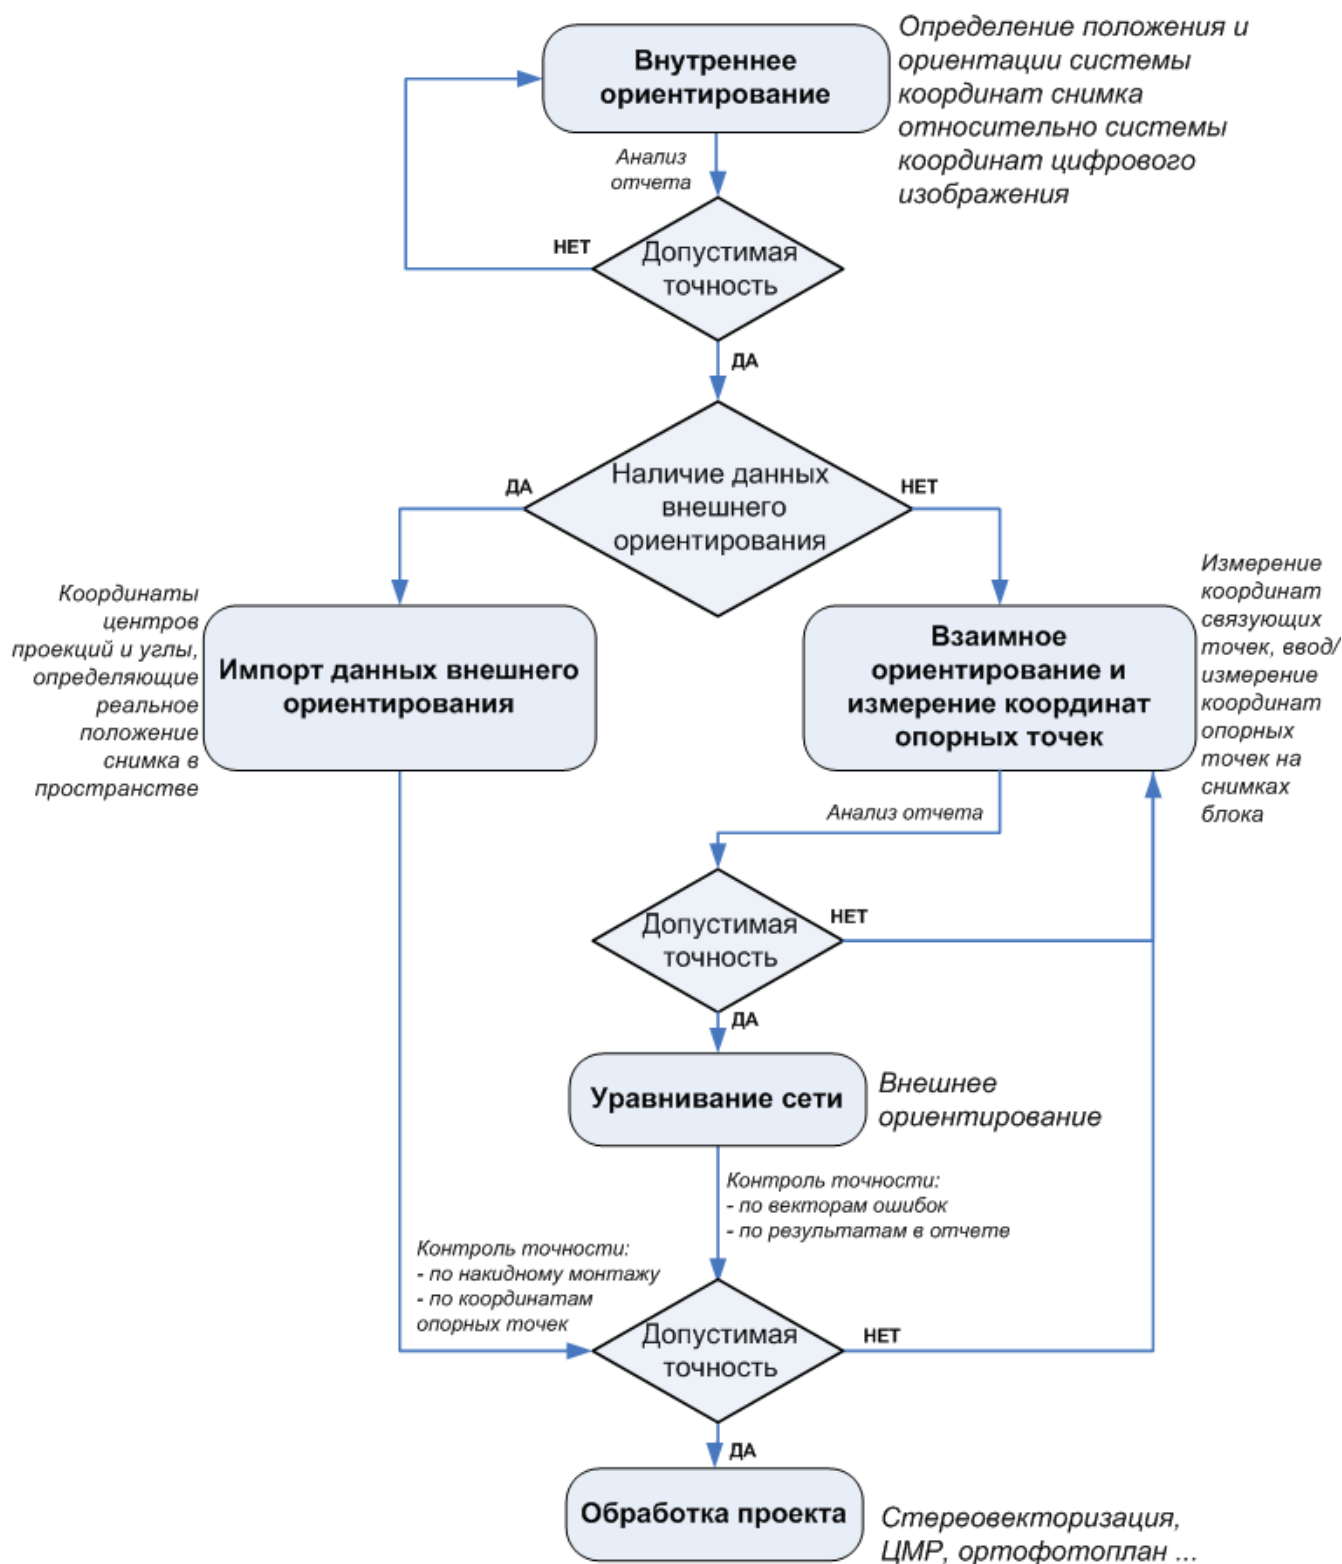 Внутреннее
ориентирование
Определение положения и
ориентации системы
координат снимка
относительно системы
координат цифрового
изображения
Анализ
отчета
НЕТ
Допустимая
точность
ДА
ДА
Наличие данных
внешнего
ориентирования
НЕТ
Координаты
центров
проекций и углы,
определяющие
реальное
положение
снимка в
пространстве
Импорт данных внешнего
ориентирования
Взаимное
ориентирование и
измерение координат
опорных точек
Измерение
координат
связующих
точек, ввод/
измерение
координат
опорных
точек на
снимках
блока
Анализ отчета
Допустимая
точность
НЕТ
ДА
Уравнивание сети
Внешнее
ориентирование
Контроль точности:
- по векторам ошибок
- по результатам в отчете
Контроль точности:
- по накидному монтажу
- по координатам
опорных точек
Допустимая
точность
НЕТ
ДА
Обработка проекта
Стереовекторизация,
ЦМР, ортофотоплан ...